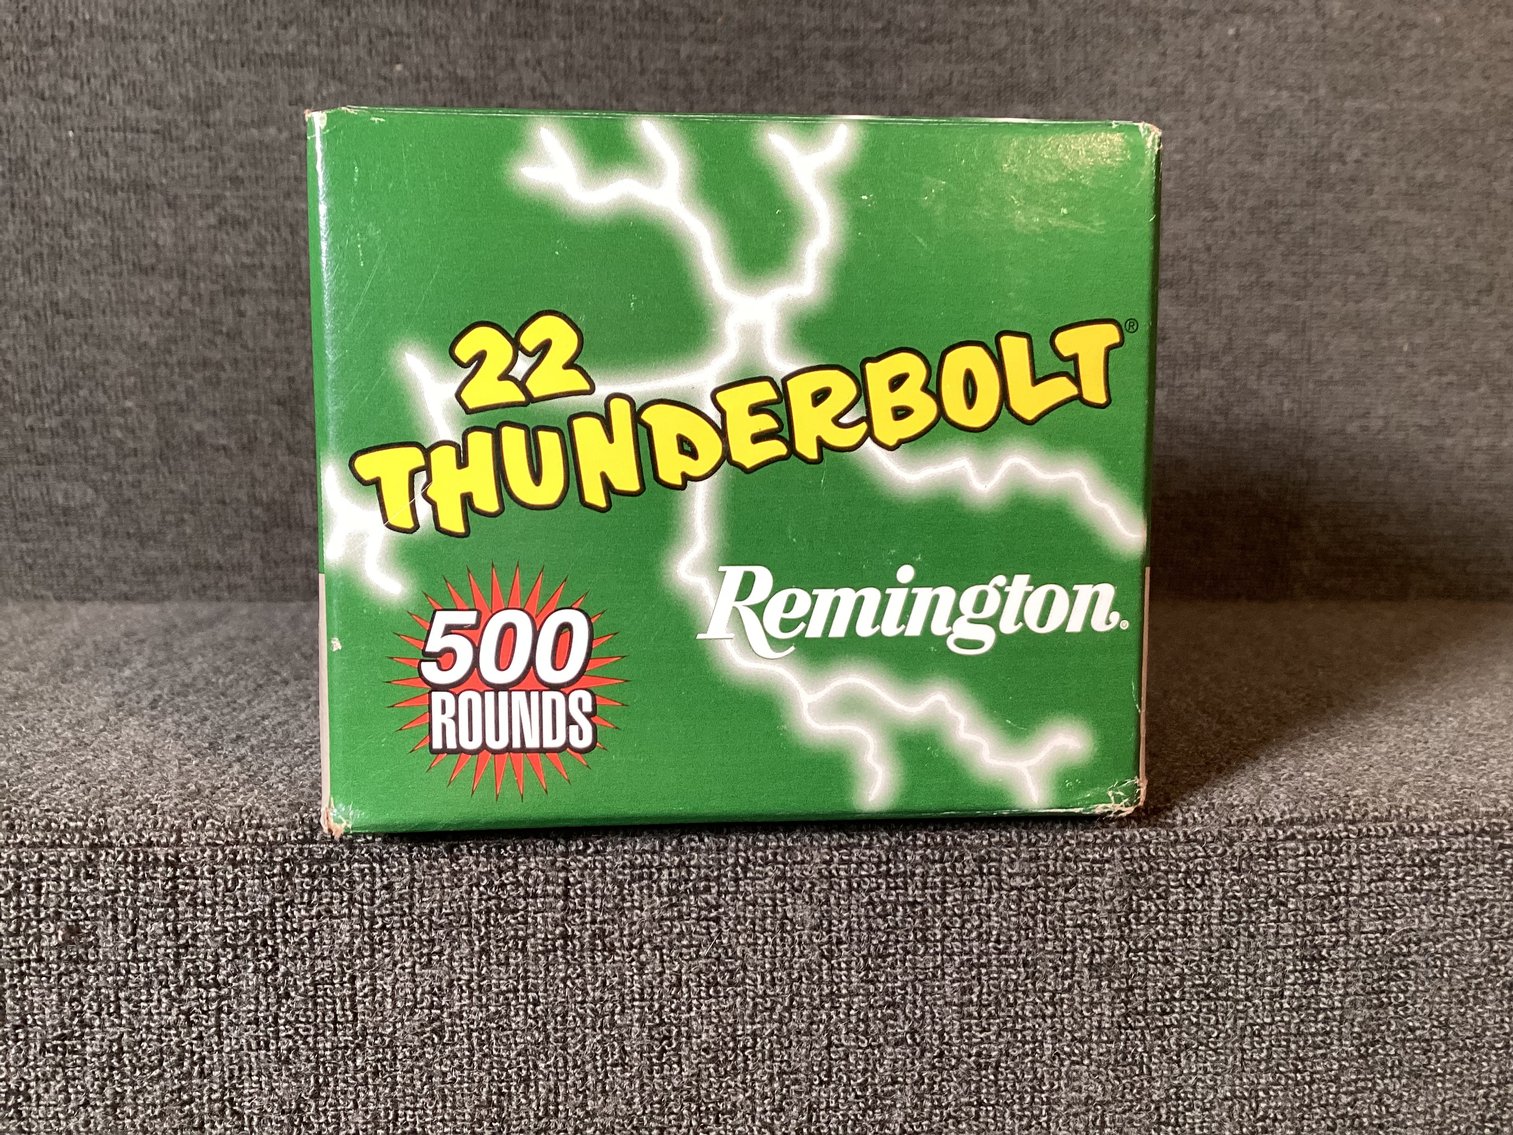 22
THUNDERBOLT®
500
ROUNDS
Remington®